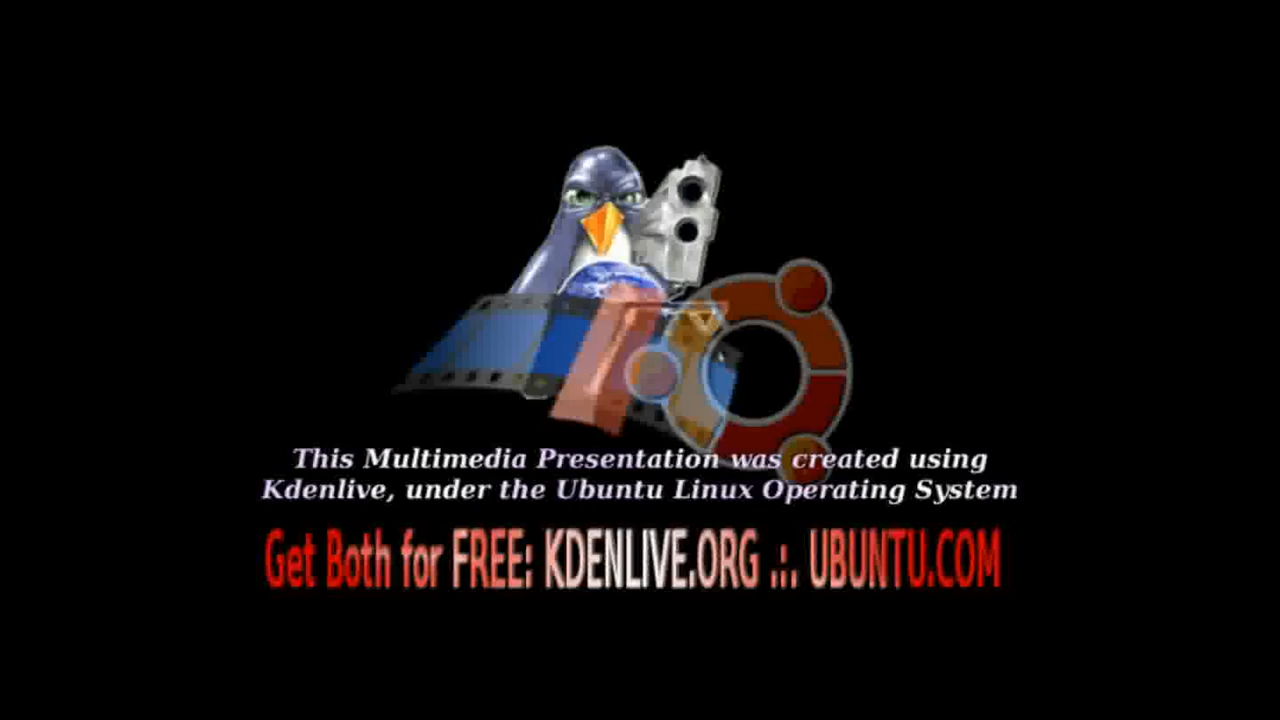 This Multimedia Presentation was created using
Kdenlive, under the Ubuntu Linux Operating System
Get Both for FREE: KDENLIVE.ORG .:. UBUNTU.COM